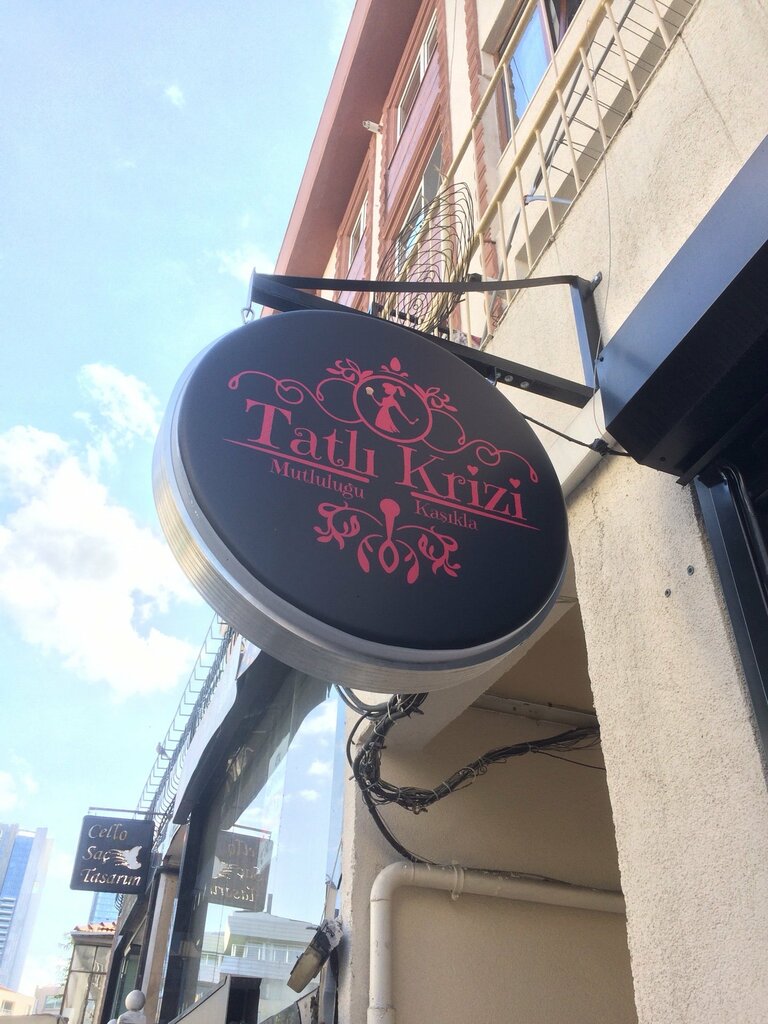 Tatlı Krizi
Mutluluğu Kaşıkla
Cello
Saç
Tasarım